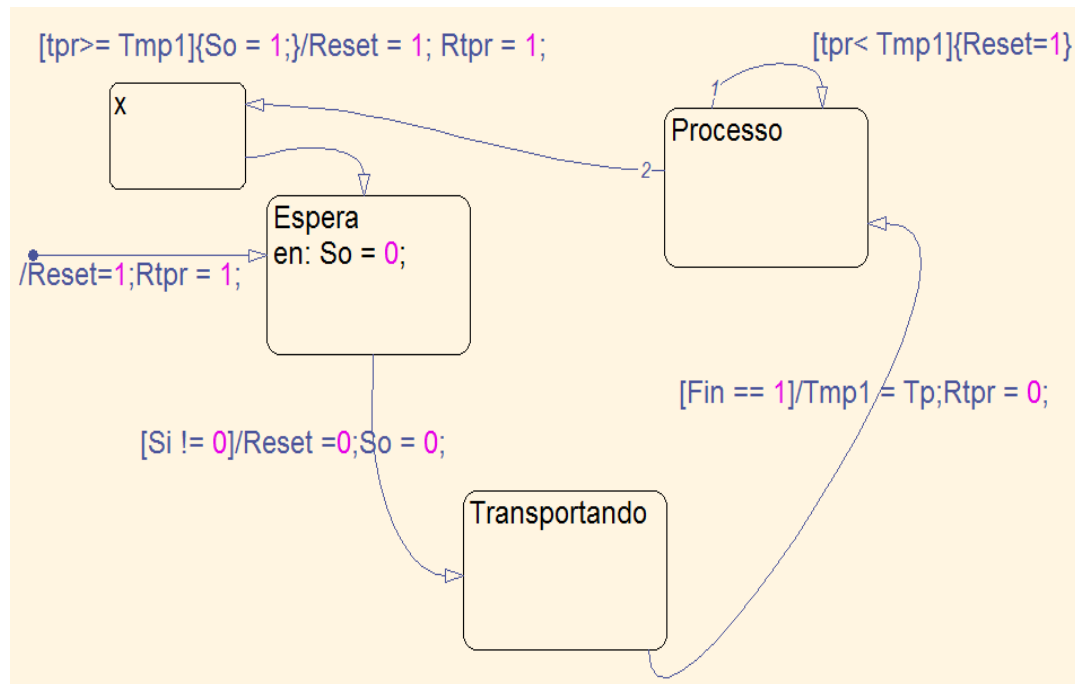 [tpr>= Tmp1]{So = 1;}/Reset = 1; Rtpr = 1;
[tpr< Tmp1]{Reset=1}
1
x
Processo
2
Espera
en: So = 0;
/Reset=1;Rtpr = 1;
[Fin == 1]/Tmp1 = Tp;Rtpr = 0;
[Si != 0]/Reset =0;So = 0;
Transportando